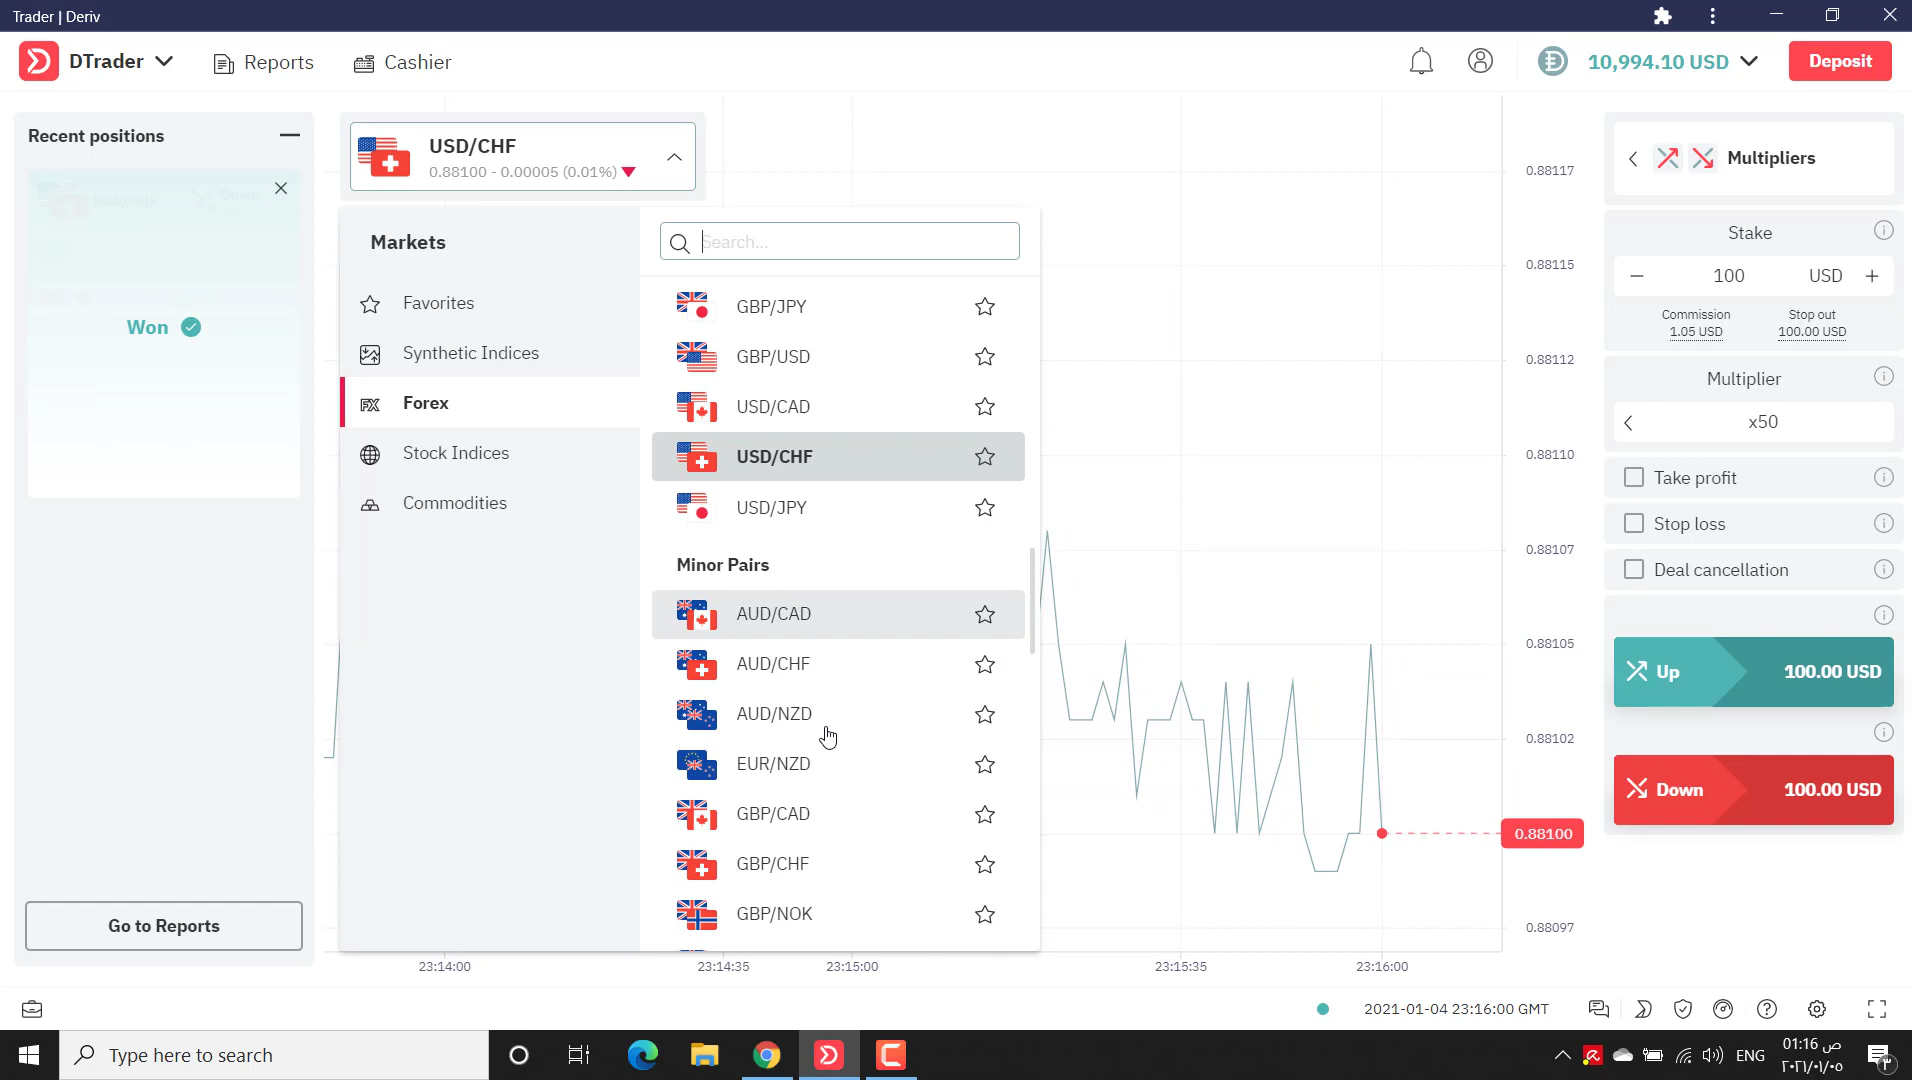 Trader | Deriv
DTrader
Reports
Cashier
10,994.10 USD
Deposit
Recent positions
Won
Go to Reports
USD/CHF
0.88100 - 0.00005 (0.01%)
Markets
Favorites
Synthetic Indices
Forex
Stock Indices
Commodities
Search...
GBP/JPY
GBP/USD
USD/CAD
USD/CHF
USD/JPY
Minor Pairs
AUD/CAD
AUD/CHF
AUD/NZD
EUR/NZD
GBP/CAD
GBP/CHF
GBP/NOK
0.88117
0.88115
0.88112
0.88110
0.88107
0.88105
0.88102
0.88100
0.88097
23:14:00
23:14:35
23:15:00
23:15:35
23:16:00
Multipliers
Stake
100 USD
Commission
1.05 USD
Stop out
100.00 USD
Multiplier
x50
Take profit
Stop loss
Deal cancellation
Up 100.00 USD
Down 100.00 USD
2021-01-04 23:16:00 GMT
Type here to search
ENG
01:16 ص
٢٠٢١/٠١/٠٥
٣